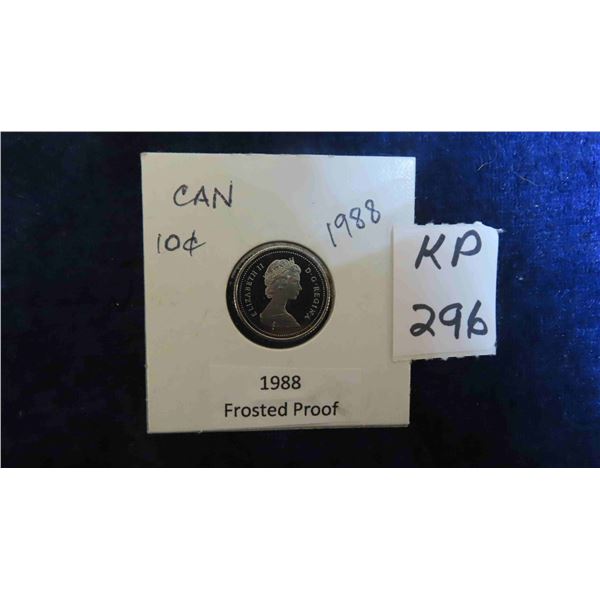 CAN
10¢
1988
ELIZABETH II D·G·REGINA
1988
Frosted Proof
KP
296